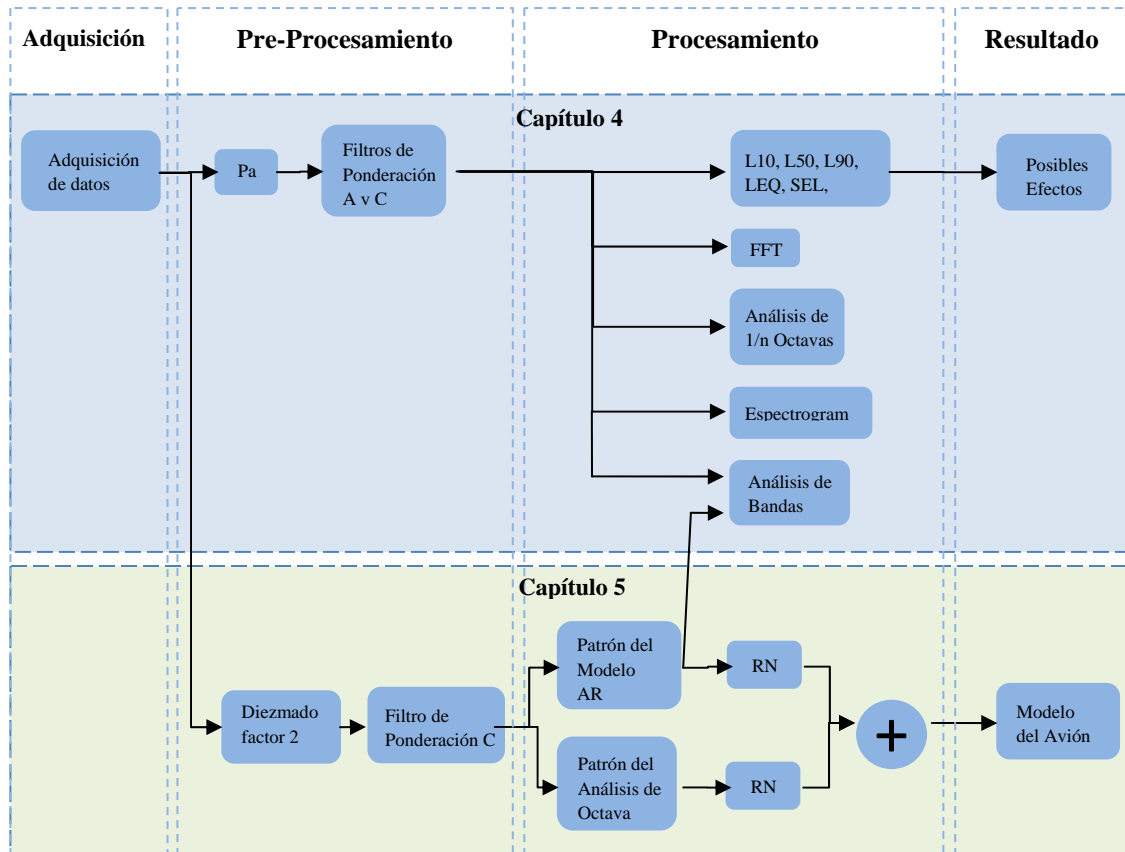 Adquisición
Pre-Procesamiento
Procesamiento
Resultado
Capítulo 4
Adquisición
de datos
Pa
Filtros de
Ponderación
A v C
L10, L50, L90,
LEQ, SEL,
Posibles
Efectos
FFT
Análisis de
1/n Octavas
Espectrogram
Análisis de
Bandas
Capítulo 5
Diezmado
factor 2
Filtro de
Ponderación C
Patrón del
Modelo
AR
RN
Patrón del
Análisis de
Octava
RN
+
Modelo
del Avión